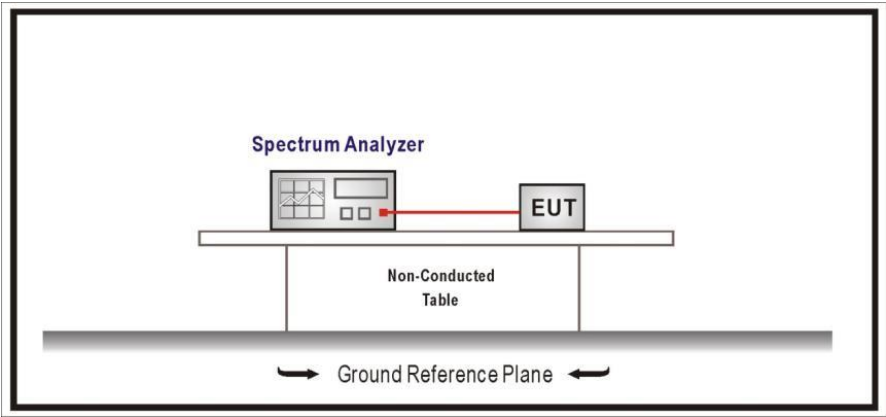 Spectrum Analyzer
EUT
Non-Conducted
Table
Ground Reference Plane